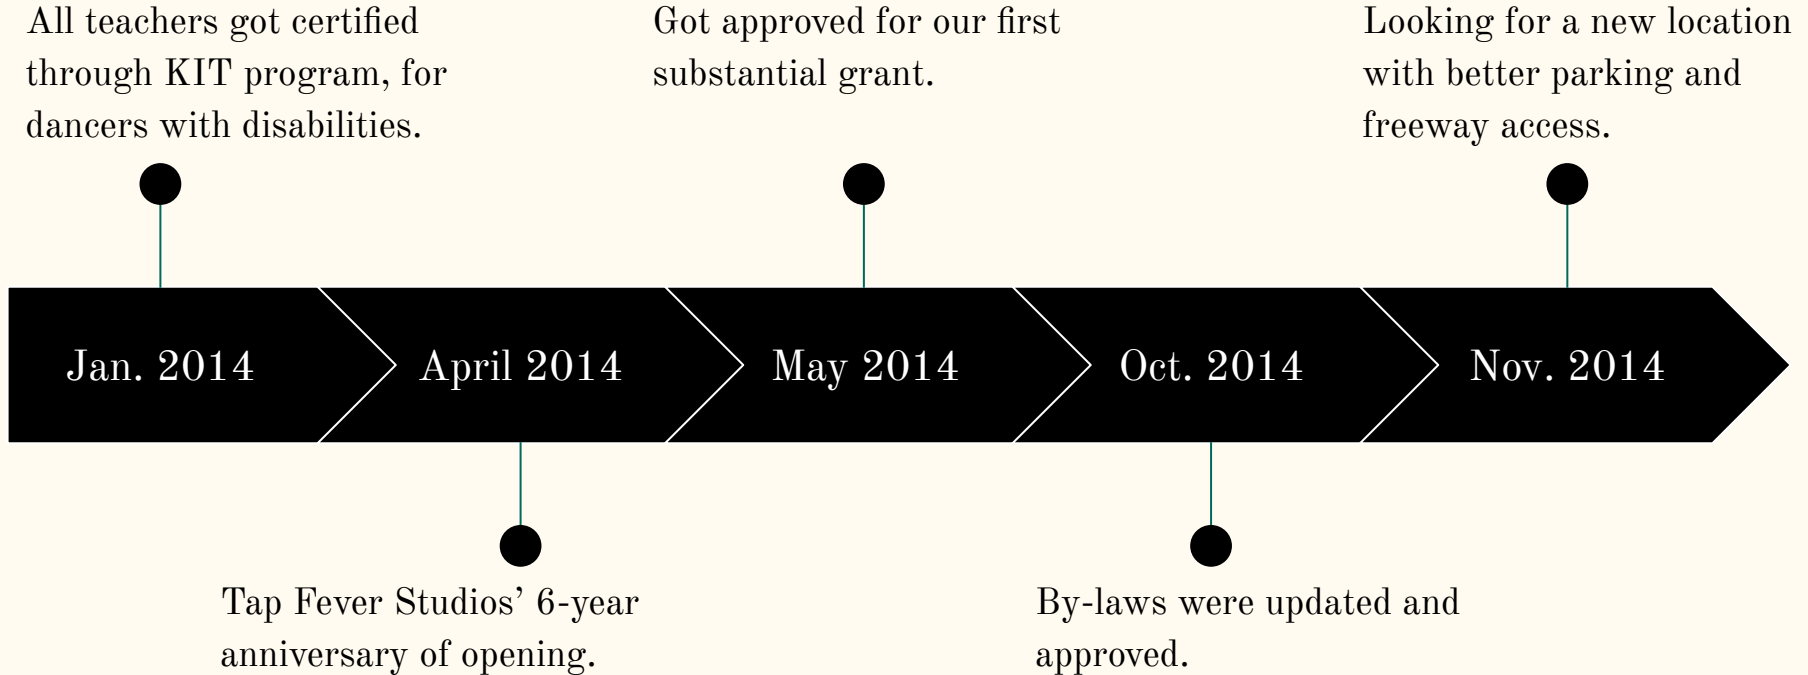 All teachers got certified
through KIT program, for
dancers with disabilities.
Got approved for our first
substantial grant.
Looking for a new location
with better parking and
freeway access.
Jan. 2014
April 2014
May 2014
Oct. 2014
Nov. 2014
Tap Fever Studios’ 6-year
anniversary of opening.
By-laws were updated and
approved.